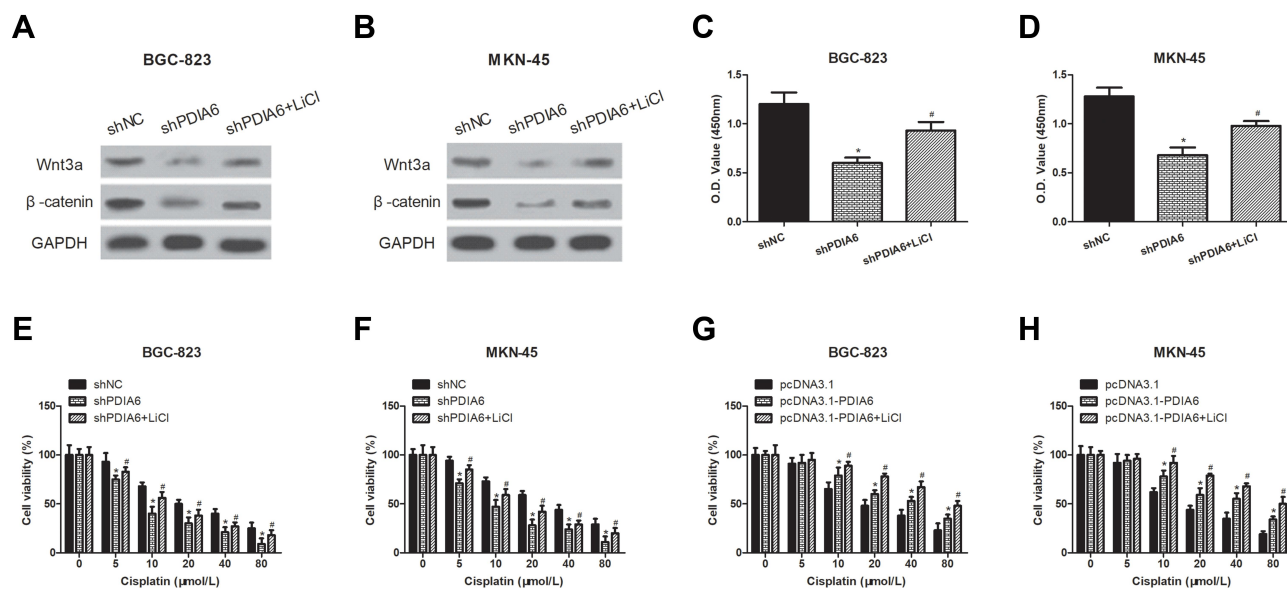 A
BGC-823
shNC
shPDIA6
shPDIA6+LiCl
Wnt3a
β -catenin
GAPDH
B
MKN-45
shNC
shPDIA6
shPDIA6+LiCl
Wnt3a
β -catenin
GAPDH
C
BGC-823
O.D. Value (450nm)
1.5
1.0
0.5
0.0
*
#
shNC
shPDIA6
shPDIA6+LiCl
D
MKN-45
O.D. Value (450nm)
1.5
1.0
0.5
0.0
*
#
shNC
shPDIA6
shPDIA6+LiCl
E
BGC-823
shNC
shPDIA6
shPDIA6+LiCl
Cell viability (%)
150
100
50
0
* # * # * # * # * #
0 5 10 20 40 80
Cisplatin (μmol/L)
F
MKN-45
shNC
shPDIA6
shPDIA6+LiCl
Cell viability (%)
150
100
50
0
* # * # * # * # * #
0 5 10 20 40 80
Cisplatin (μmol/L)
G
BGC-823
pcDNA3.1
pcDNA3.1-PDIA6
pcDNA3.1-PDIA6+LiCl
Cell viability (%)
150
100
50
0
* # * # * # * #
0 5 10 20 40 80
Cisplatin (μmol/L)
H
MKN-45
pcDNA3.1
pcDNA3.1-PDIA6
pcDNA3.1-PDIA6+LiCl
Cell viability (%)
150
100
50
0
* # * # * # * #
0 5 10 20 40 80
Cisplatin (μmol/L)